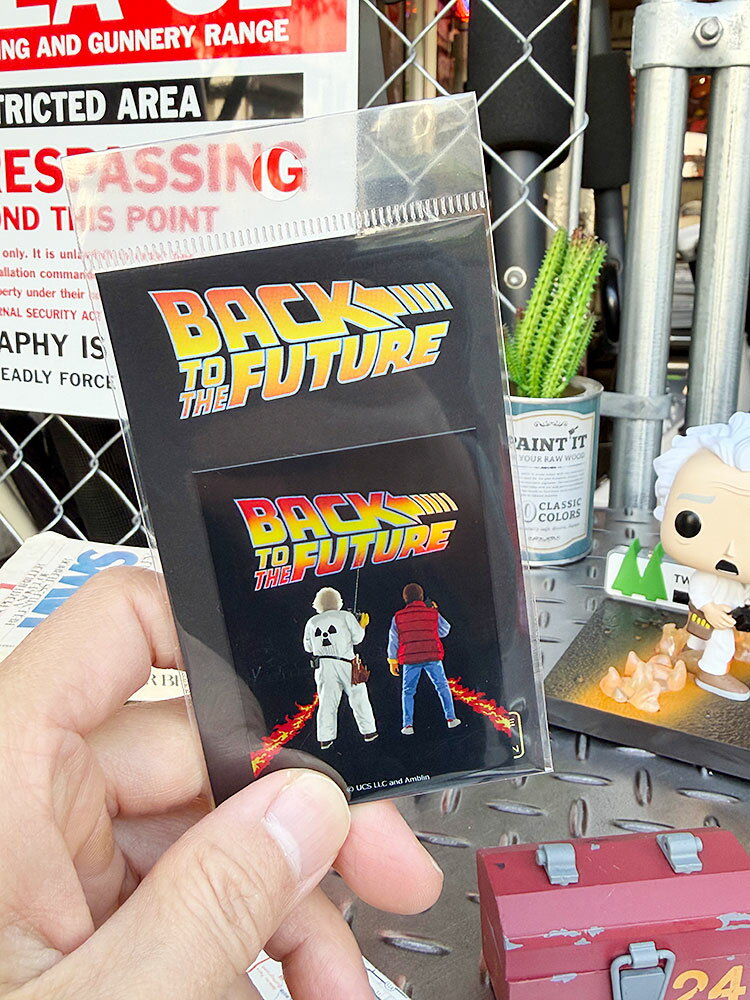 ING AND GUNNERY RANGE
TRICTED AREA
RESPASSING
OND THIS POINT
only. It is
allation
erty under their
NAL SECURITY AC
APHY IS
EADLY FORCE
BACK
TO THE FUTURE
BACK
TO THE FUTURE
UCS LLC and Amblin
PAINT IT
YOUR RAW WOOD
CLASSIC
COLORS
TW
24